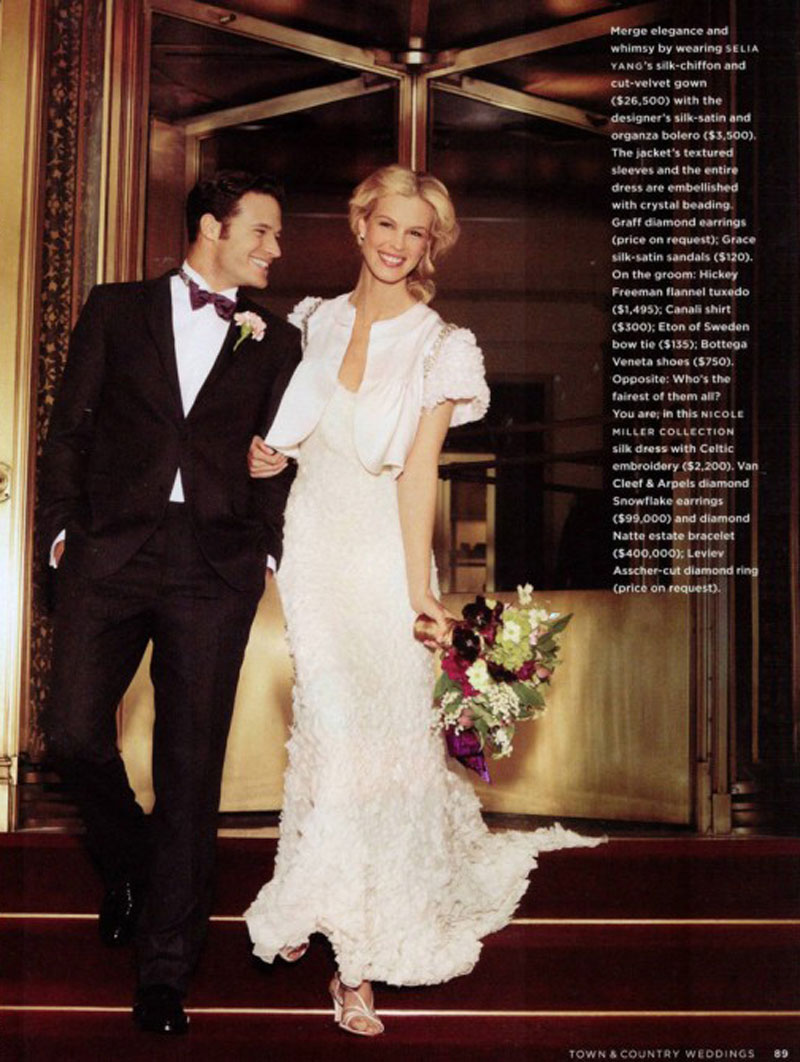 Merge elegance and
whimsy by wearing SELIA
YANG's silk-chiffon and
cut-velvet gown
($26,500) with the
designer's silk-satin and
organza bolero ($3,500).
The jacket's textured
sleeves and the entire
dress are embellished
with crystal beading.
Graff diamond earrings
(price on request); Grace
silk-satin sandals ($120).
On the groom: Hickey
Freeman flannel tuxedo
($1,495); Canali shirt
($300); Eton of Sweden
bow tie ($135); Bottega
Veneta shoes ($750).
Opposite: Who's the
fairest of them all?
You are, in this NICOLE
MILLER COLLECTION
silk dress with Celtic
embroidery ($2,200). Van
Cleef & Arpels diamond
Snowflake earrings
($99,000) and diamond
Natte estate bracelet
($400,000); Leviev
Asscher-cut diamond ring
(price on request).
TOWN & COUNTRY WEDDINGS 89